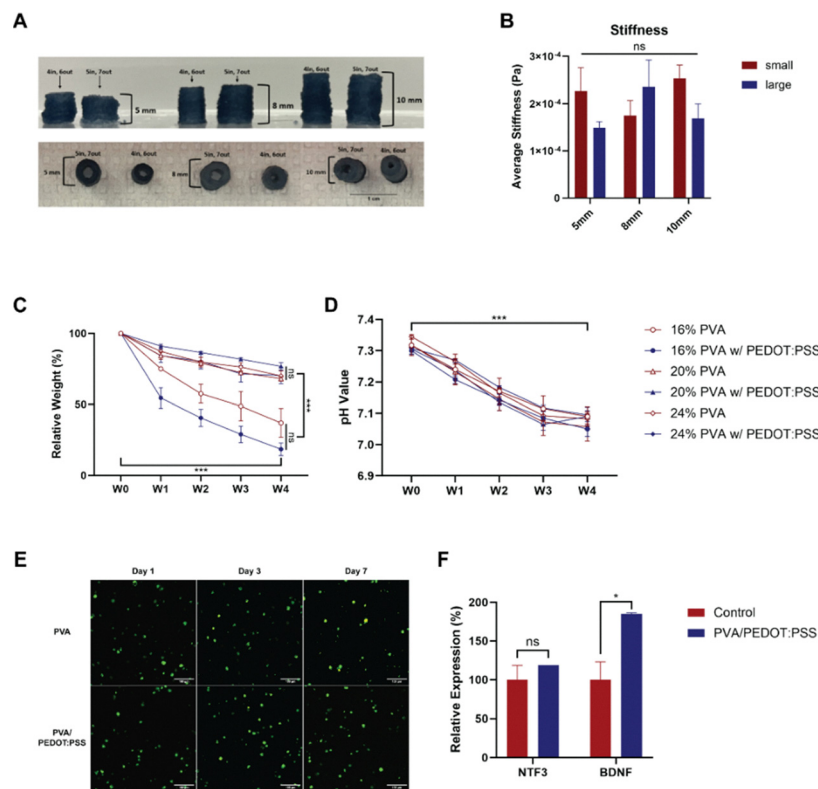 A
4in, 6out
5in, 7out
4in, 6out
5in, 7out
4in, 6out
5in, 7out
5 mm
8 mm
10 mm
5in, 7out
4in, 6out
5in, 7out
4in, 6out
5in, 7out
4in, 6out
5 mm
8 mm
10 mm
1 cm
B
Stiffness
ns
small
large
Average Stiffness (Pa)
3×10⁻⁴
2×10⁻⁴
1×10⁻⁴
0
5mm
8mm
10mm
C
Relative Weight (%)
100
50
0
ns
***
ns
***
W0
W1
W2
W3
W4
D
pH Value
7.4
7.3
7.2
7.1
7.0
6.9
***
W0
W1
W2
W3
W4
16% PVA
16% PVA w/ PEDOT:PSS
20% PVA
20% PVA w/ PEDOT:PSS
24% PVA
24% PVA w/ PEDOT:PSS
E
Day 1
Day 3
Day 7
PVA
PVA/
PEDOT:PSS
F
Relative Expression (%)
200
150
100
50
0
ns
*
NTF3
BDNF
Control
PVA/PEDOT:PSS